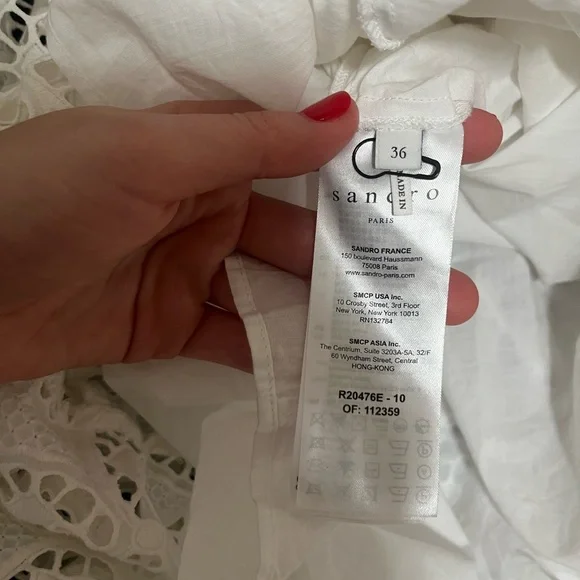 36
MADE IN
sandro
PARIS
SANDRO FRANCE
150 boulevard Haussmann
75008 Paris
www.sandro-paris.com
SMCP USA Inc.
10 Crosby Street, 3rd Floor
New York, New York 10013
RN132784
SMCP ASIA Inc.
The Centrium, Suite 3203A-5A, 32/F
60 Wyndham Street, Central
HONG-KONG
R20476E - 10
OF: 112359